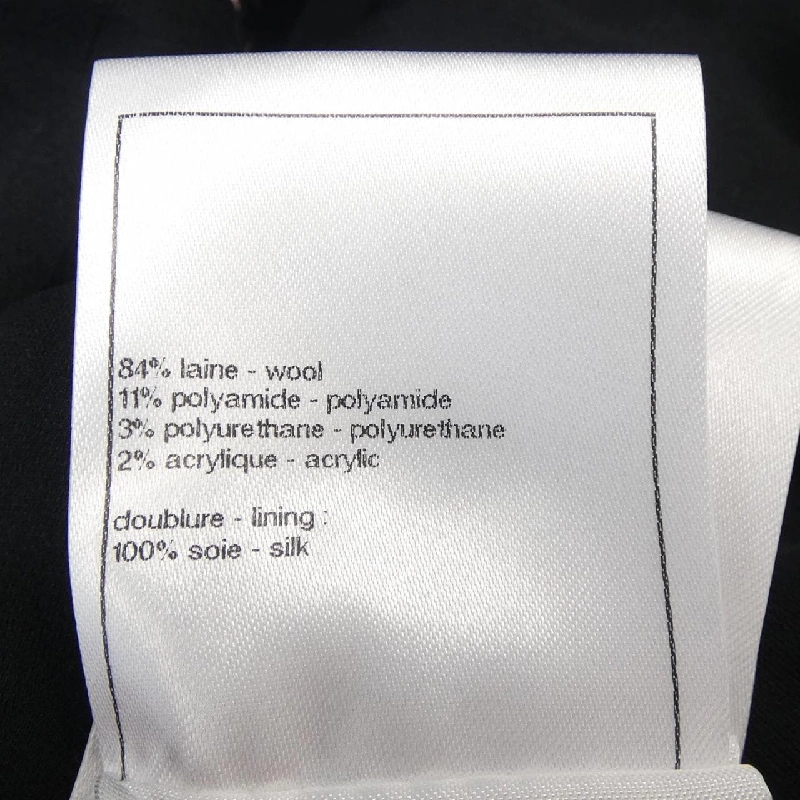 84% laine - wool
11% polyamide - polyamide
3% polyurethane - polyurethane
2% acrylique - acrylic
doublure - lining :
100% soie - silk